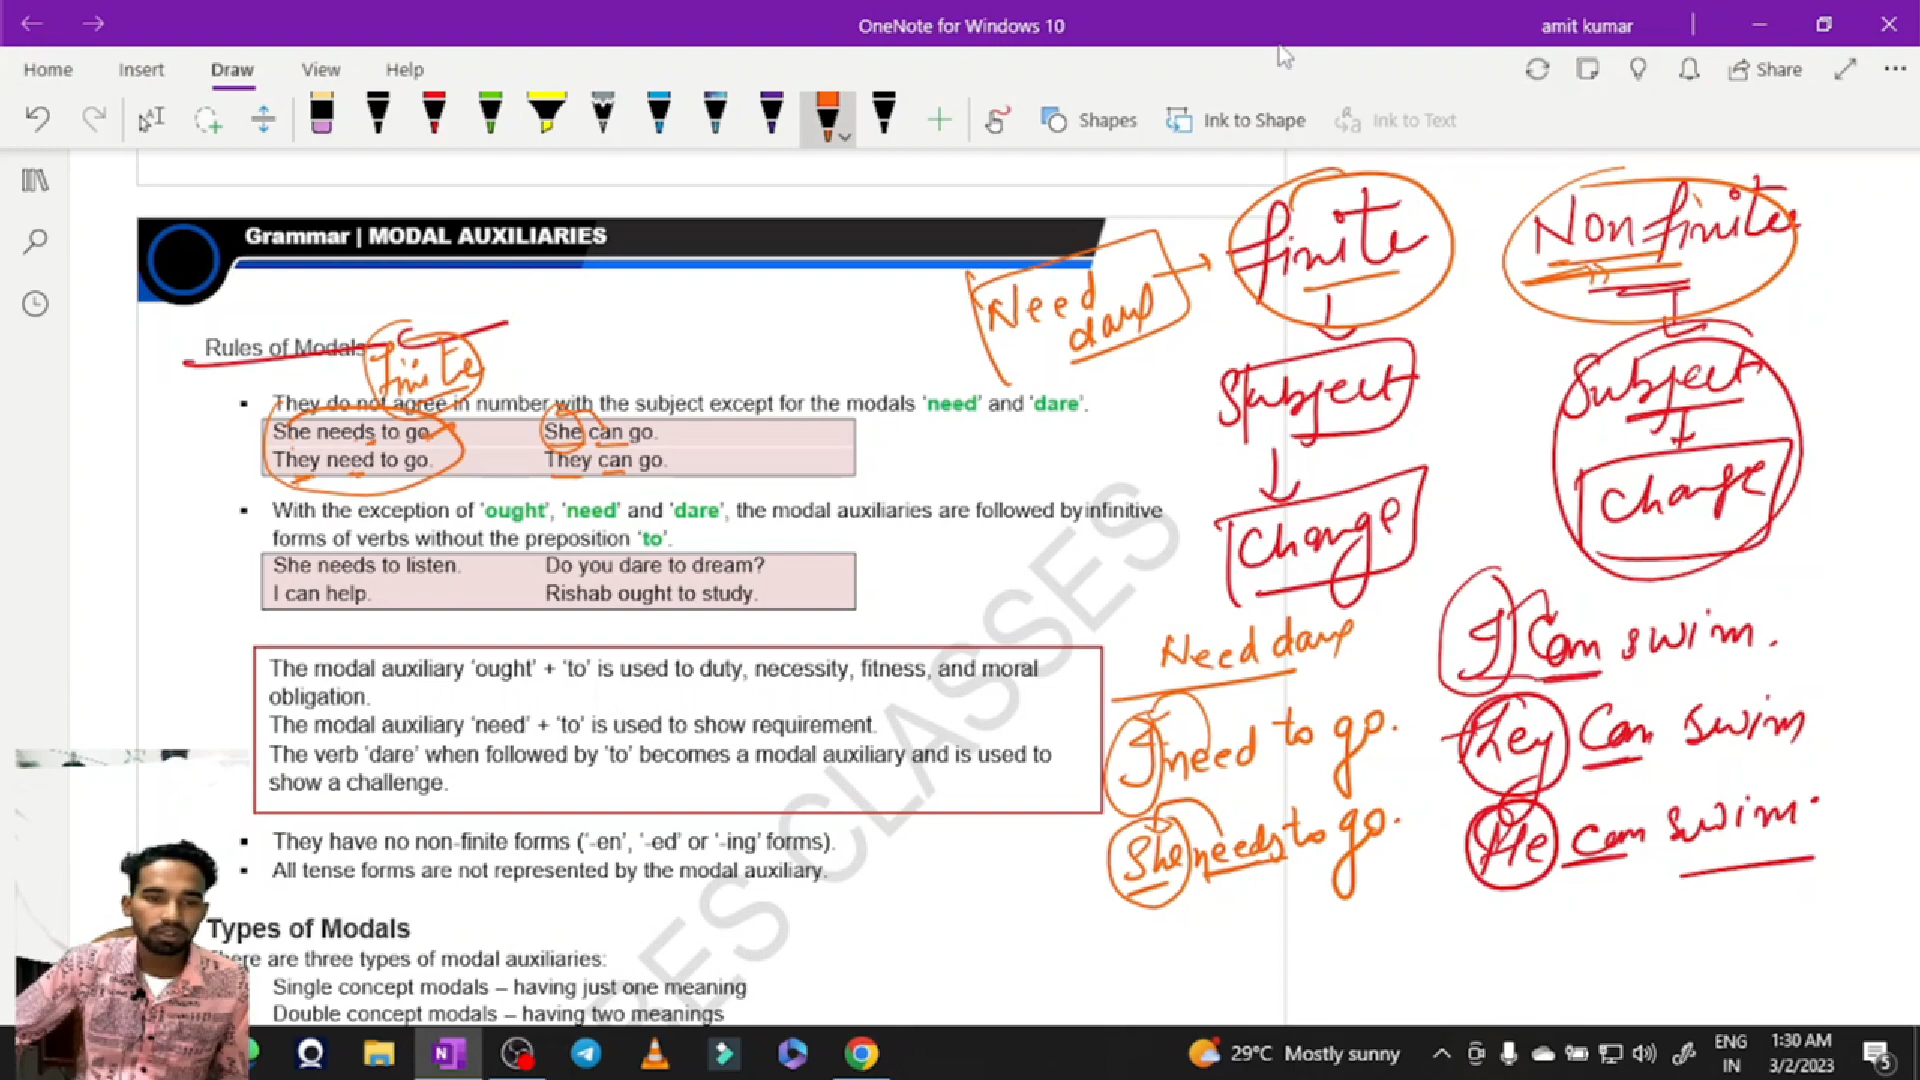 OneNote for Windows 10
amit kumar
Home Insert Draw View Help
Share
Shapes Ink to Shape Ink to Text
Grammar | MODAL AUXILIARIES
Rules of Modals
finite
They do not agree in number with the subject except for the modals 'need' and 'dare'.
She needs to go. She can go.
They need to go. They can go.
With the exception of 'ought', 'need' and 'dare', the modal auxiliaries are followed by infinitive
forms of verbs without the preposition 'to'.
She needs to listen. Do you dare to dream?
I can help. Rishab ought to study.
The modal auxiliary 'ought' + 'to' is used to duty, necessity, fitness, and moral
obligation.
The modal auxiliary 'need' + 'to' is used to show requirement.
The verb 'dare' when followed by 'to' becomes a modal auxiliary and is used to
show a challenge.
They have no non-finite forms ('-en', '-ed' or '-ing' forms).
All tense forms are not represented by the modal auxiliary.
Types of Modals
here are three types of modal auxiliaries:
Single concept modals – having just one meaning
Double concept modals – having two meanings
RES CLASSES
Need
dare
finite
Subject
Change
Non finite
Subject
Change
Need dare
I need to go.
She needs to go.
I Can swim.
they Can swim
He can swim.
29°C Mostly sunny
ENG
IN
1:30 AM
3/2/2023
5